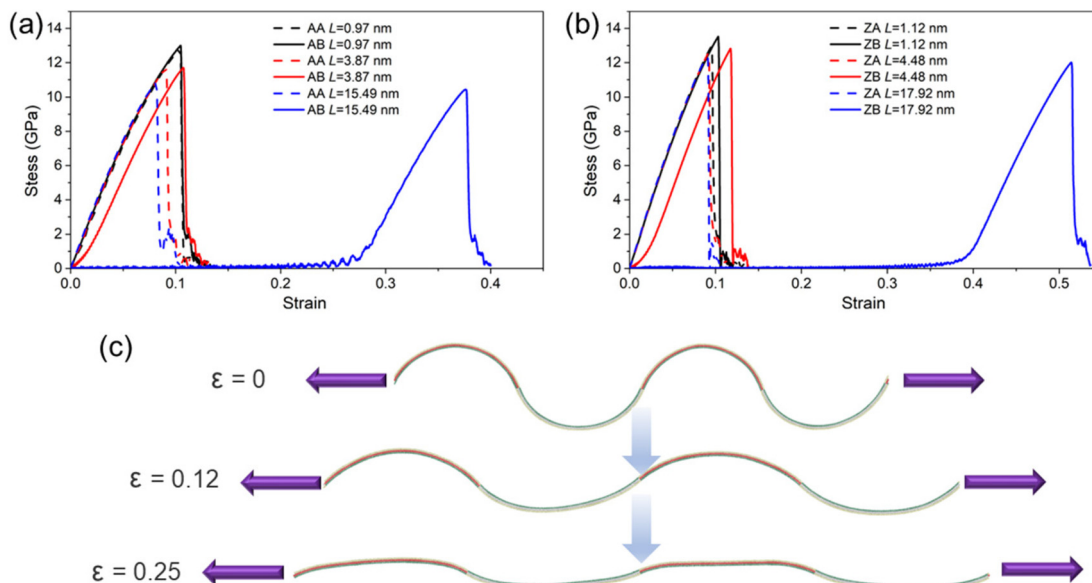 (a)
Stess (GPa)
14
12
10
8
6
4
2
0
0.0
0.1
0.2
0.3
0.4
Strain
AA L=0.97 nm
AB L=0.97 nm
AA L=3.87 nm
AB L=3.87 nm
AA L=15.49 nm
AB L=15.49 nm
(b)
Stess (GPa)
14
12
10
8
6
4
2
0
0.0
0.1
0.2
0.3
0.4
0.5
Strain
ZA L=1.12 nm
ZB L=1.12 nm
ZA L=4.48 nm
ZB L=4.48 nm
ZA L=17.92 nm
ZB L=17.92 nm
(c)
ε = 0
ε = 0.12
ε = 0.25